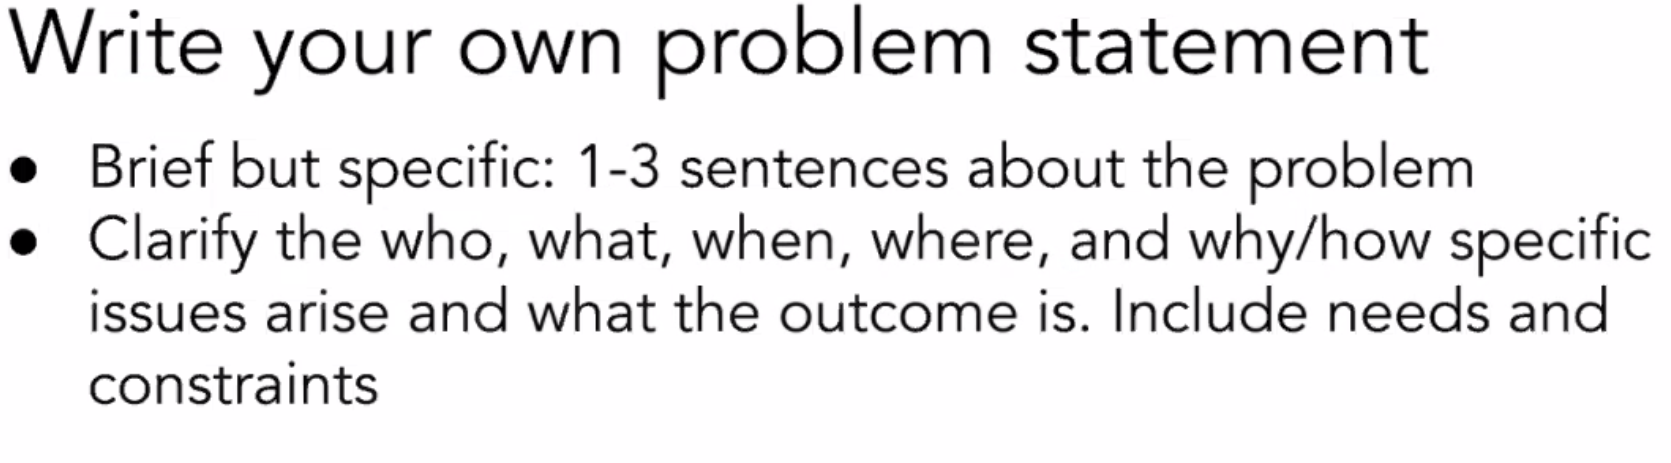 Write your own problem statement
● Brief but specific: 1-3 sentences about the problem
● Clarify the who, what, when, where, and why/how specific
issues arise and what the outcome is. Include needs and
constraints